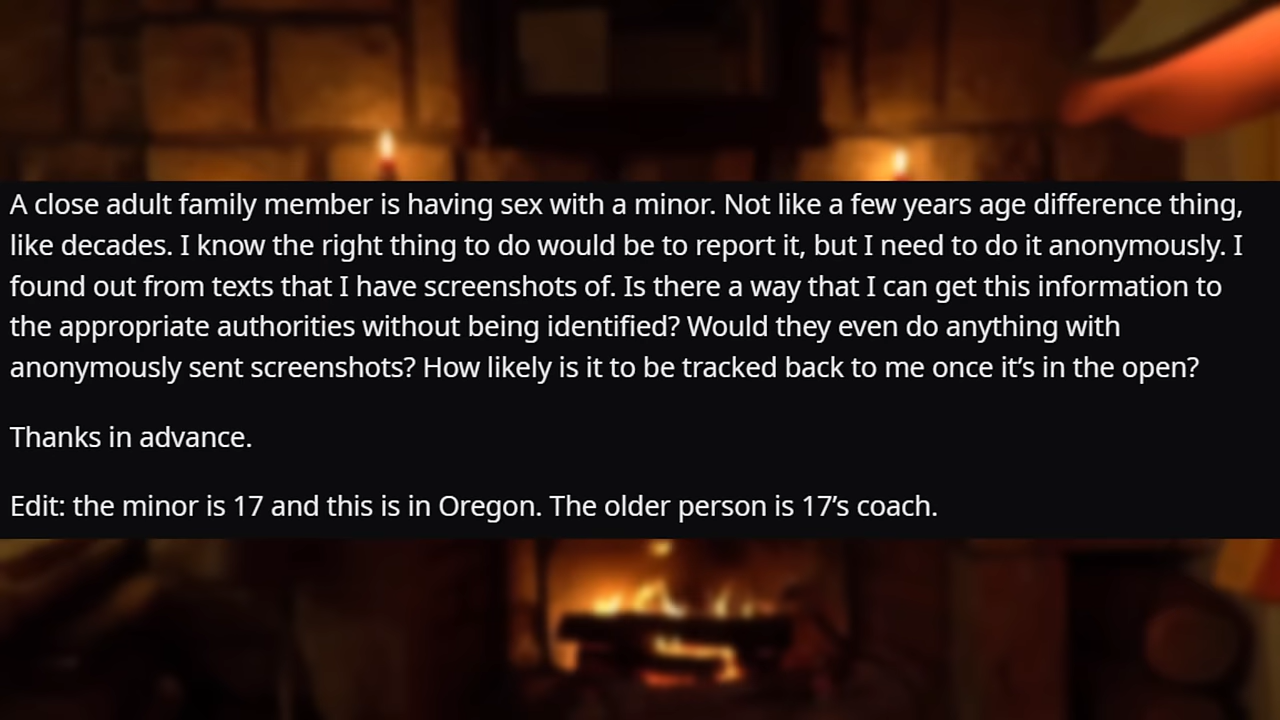 A close adult family member is having sex with a minor. Not like a few years age difference thing,
like decades. I know the right thing to do would be to report it, but I need to do it anonymously. I
found out from texts that I have screenshots of. Is there a way that I can get this information to
the appropriate authorities without being identified? Would they even do anything with
anonymously sent screenshots? How likely is it to be tracked back to me once it’s in the open?
Thanks in advance.
Edit: the minor is 17 and this is in Oregon. The older person is 17’s coach.